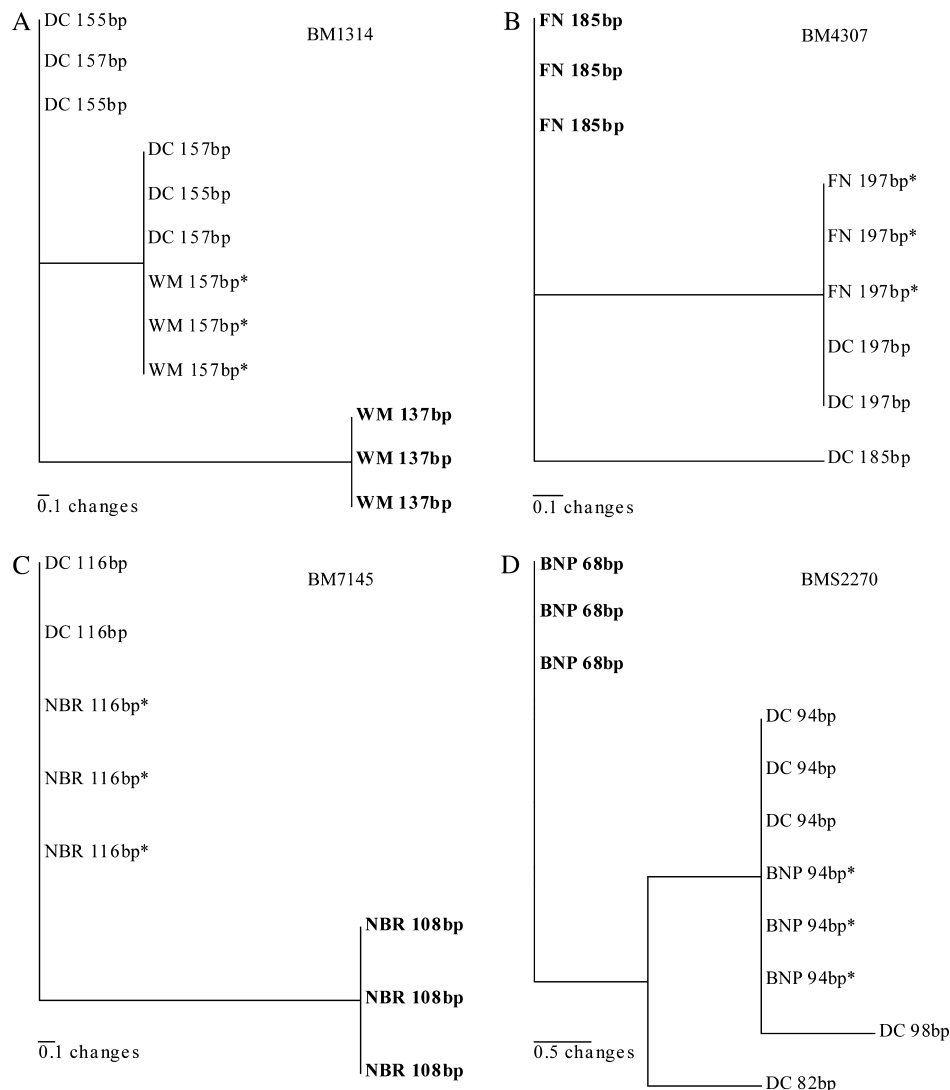 A
BM1314
DC 155bp
DC 157bp
DC 155bp
DC 157bp
DC 155bp
DC 157bp
WM 157bp*
WM 157bp*
WM 157bp*
WM 137bp
WM 137bp
WM 137bp
0.1 changes
B
BM4307
FN 185bp
FN 185bp
FN 185bp
FN 197bp*
FN 197bp*
FN 197bp*
DC 197bp
DC 197bp
DC 185bp
0.1 changes
C
BM7145
DC 116bp
DC 116bp
NBR 116bp*
NBR 116bp*
NBR 116bp*
NBR 108bp
NBR 108bp
NBR 108bp
0.1 changes
D
BMS2270
BNP 68bp
BNP 68bp
BNP 68bp
DC 94bp
DC 94bp
DC 94bp
BNP 94bp*
BNP 94bp*
BNP 94bp*
DC 98bp
DC 82bp
0.5 changes